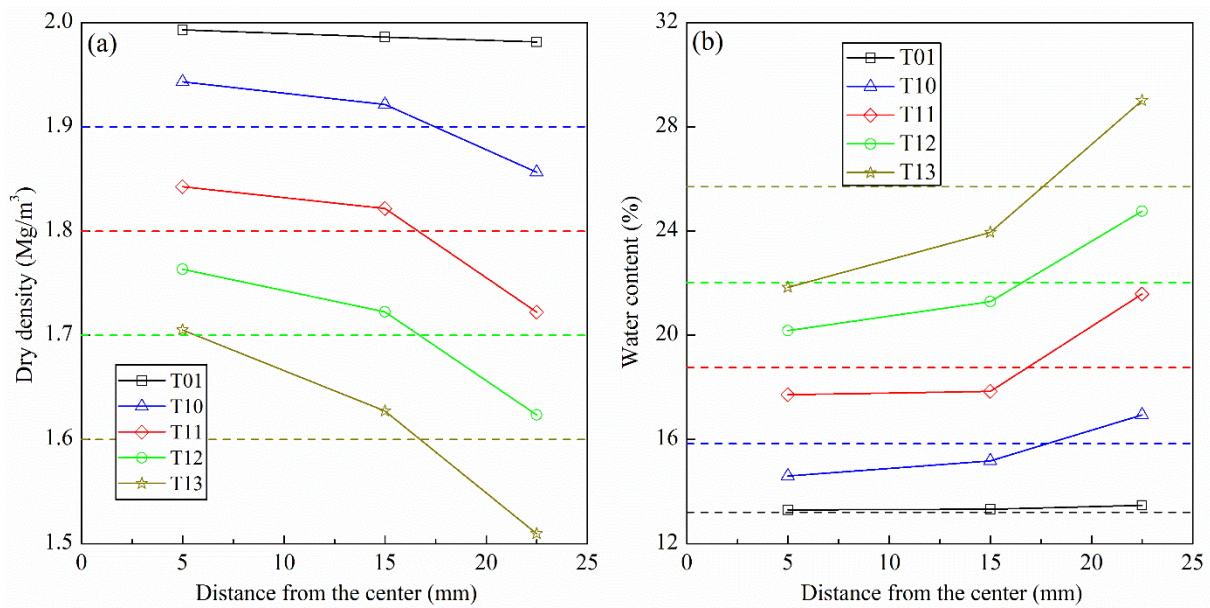 (a)
2.0
1.9
1.8
1.7
1.6
1.5
Dry density (Mg/m³)
T01
T10
T11
T12
T13
0 5 10 15 20 25
Distance from the center (mm)
(b)
32
28
24
20
16
12
Water content (%)
T01
T10
T11
T12
T13
0 5 10 15 20 25
Distance from the center (mm)